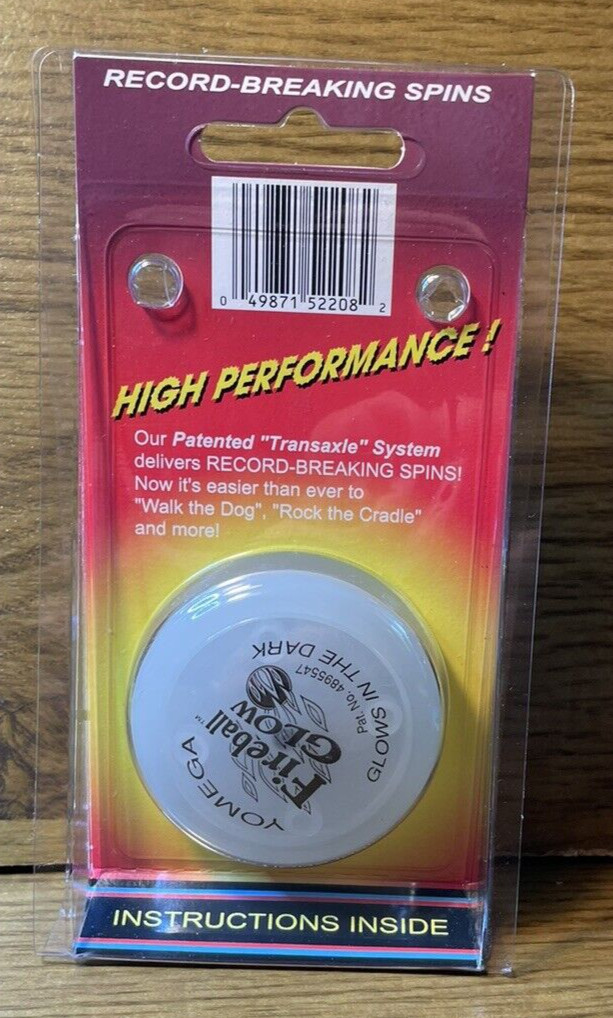 RECORD-BREAKING SPINS
0 49871 52208 2
HIGH PERFORMANCE!
Our Patented "Transaxle" System
delivers RECORD-BREAKING SPINS!
Now it's easier than ever to
"Walk the Dog", "Rock the Cradle"
and more!
YOMEGA
Fireball™
GLOW
Pat. No. 4895547
GLOWS IN THE DARK
INSTRUCTIONS INSIDE